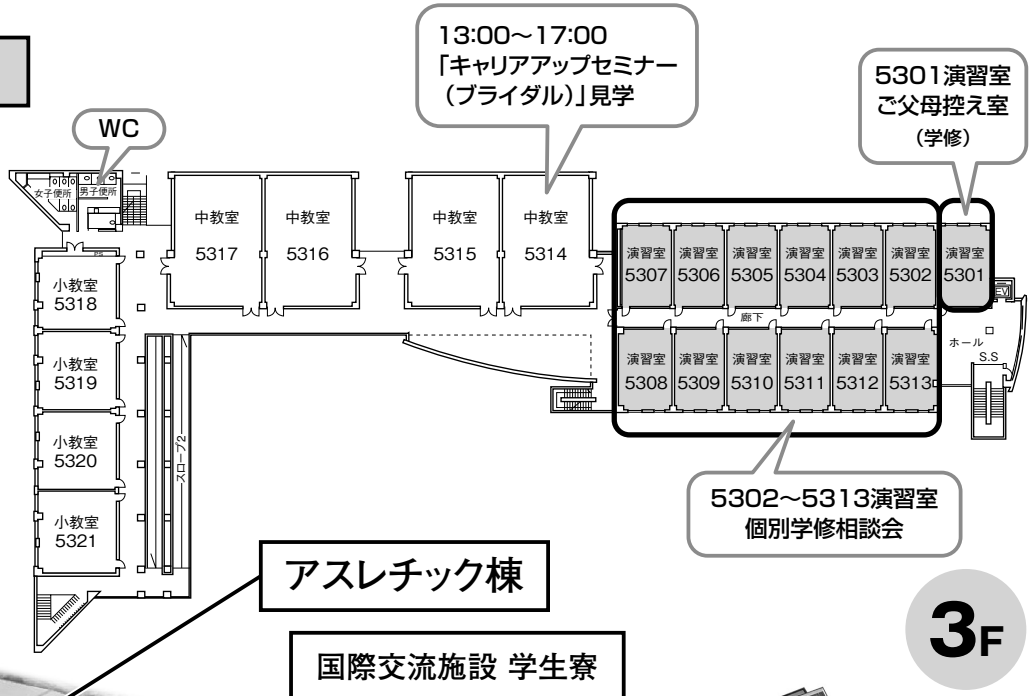 13:00～17:00
「キャリアアップセミナー
（ブライダル）」見学
5301演習室
ご父母控え室
（学修）
WC
女子便所
男子便所
PS
中教室
5317
中教室
5316
中教室
5315
中教室
5314
演習室
5307
演習室
5306
演習室
5305
演習室
5304
演習室
5303
演習室
5302
演習室
5301
EV
小教室
5318
小教室
5319
小教室
5320
小教室
5321
スロープ2
廊下
ホール
S.S
演習室
5308
演習室
5309
演習室
5310
演習室
5311
演習室
5312
演習室
5313
5302～5313演習室
個別学修相談会
アスレチック棟
国際交流施設 学生寮
3F